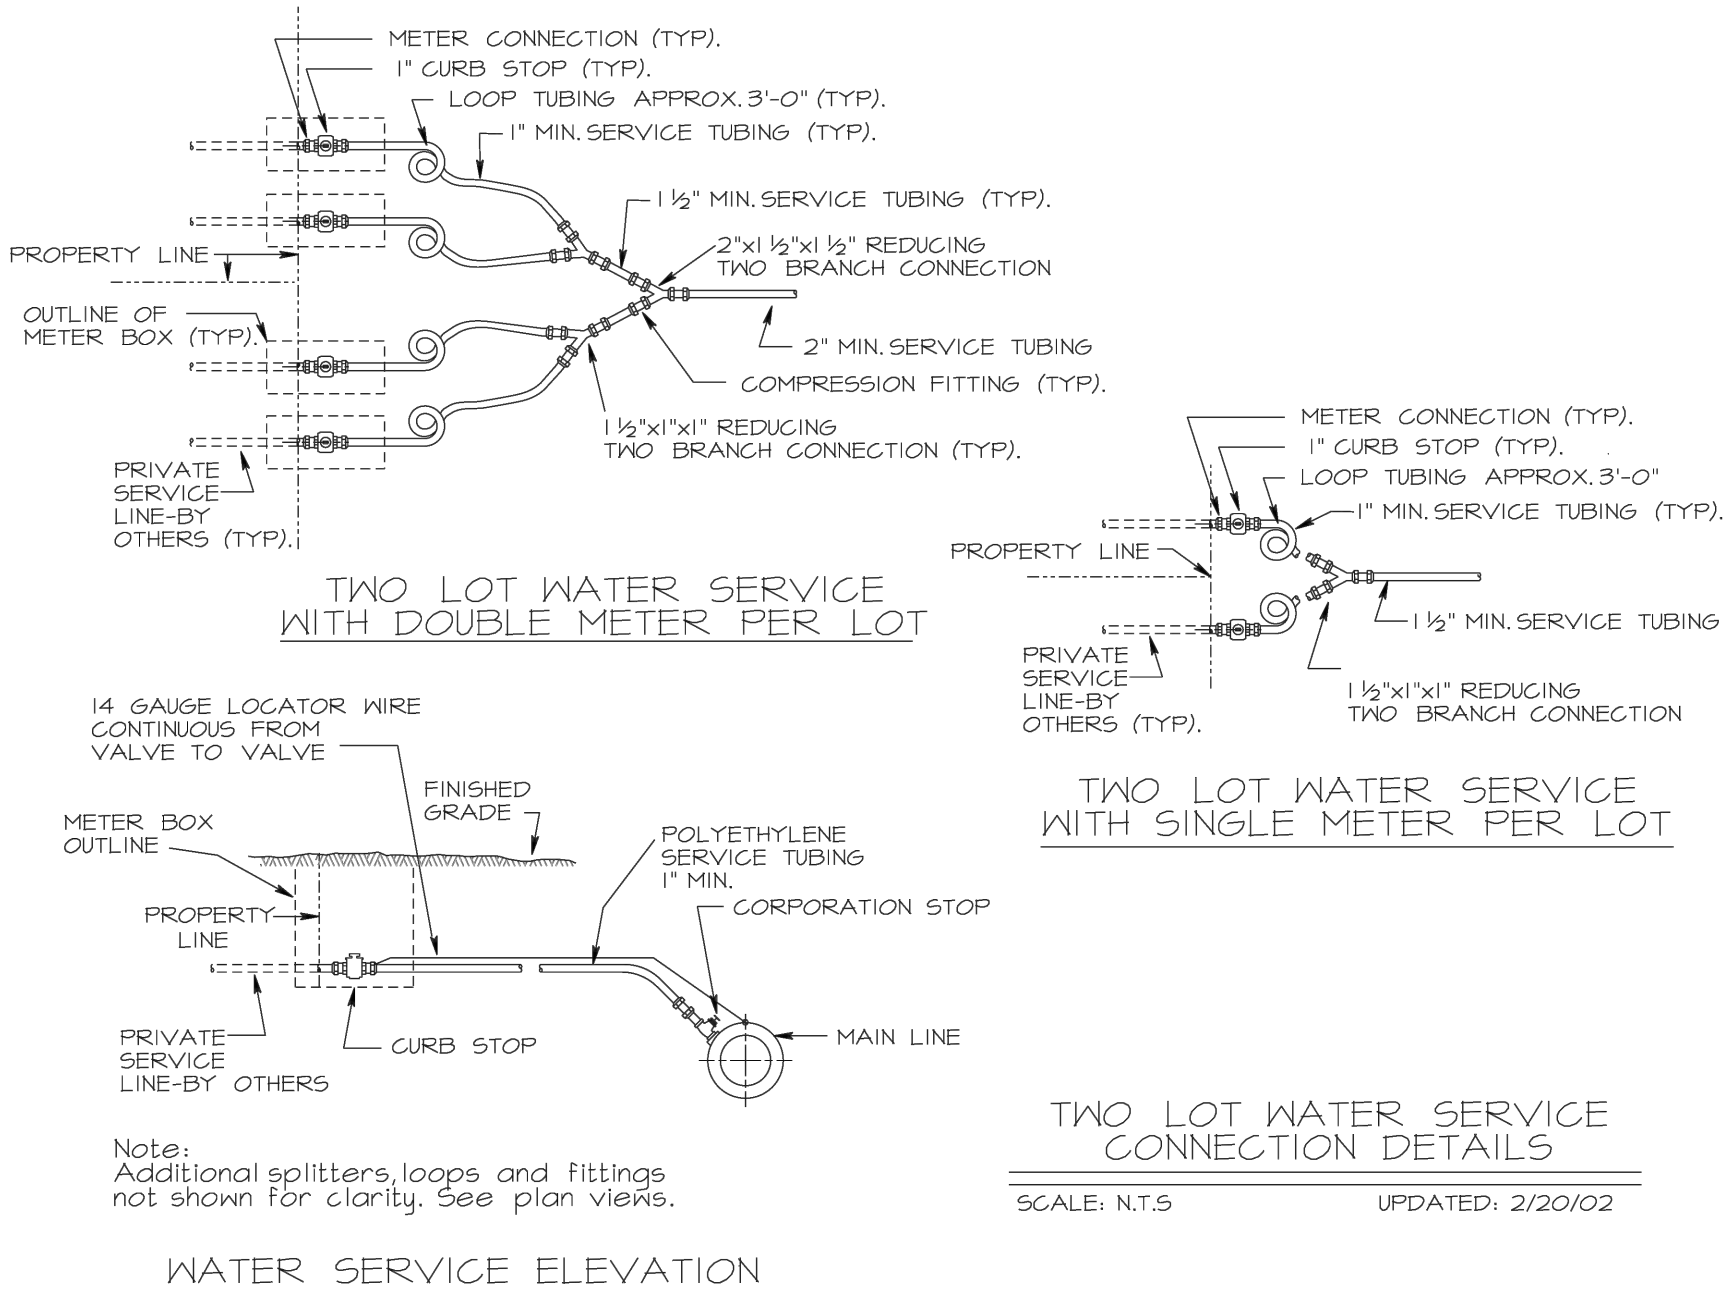 METER CONNECTION (TYP).
1" CURB STOP (TYP).
LOOP TUBING APPROX. 3'-0" (TYP).
1" MIN. SERVICE TUBING (TYP).
1 ½" MIN. SERVICE TUBING (TYP).
2"x1 ½"x1 ½" REDUCING
TWO BRANCH CONNECTION
PROPERTY LINE
OUTLINE OF
METER BOX (TYP).
2" MIN. SERVICE TUBING
COMPRESSION FITTING (TYP).
1 ½"x1"x1" REDUCING
TWO BRANCH CONNECTION (TYP).
PRIVATE
SERVICE
LINE-BY
OTHERS (TYP).
TWO LOT WATER SERVICE
WITH DOUBLE METER PER LOT
METER CONNECTION (TYP).
1" CURB STOP (TYP).
LOOP TUBING APPROX. 3'-0"
1" MIN. SERVICE TUBING (TYP).
PROPERTY LINE
1 ½" MIN. SERVICE TUBING
PRIVATE
SERVICE
LINE-BY
OTHERS (TYP).
1 ½"x1"x1" REDUCING
TWO BRANCH CONNECTION
TWO LOT WATER SERVICE
WITH SINGLE METER PER LOT
14 GAUGE LOCATOR WIRE
CONTINUOUS FROM
VALVE TO VALVE
FINISHED
GRADE
METER BOX
OUTLINE
POLYETHYLENE
SERVICE TUBING
1" MIN.
CORPORATION STOP
PROPERTY
LINE
PRIVATE
SERVICE
LINE-BY OTHERS
CURB STOP
MAIN LINE
Note:
Additional splitters, loops and fittings
not shown for clarity. See plan views.
WATER SERVICE ELEVATION
TWO LOT WATER SERVICE
CONNECTION DETAILS
SCALE: N.T.S
UPDATED: 2/20/02